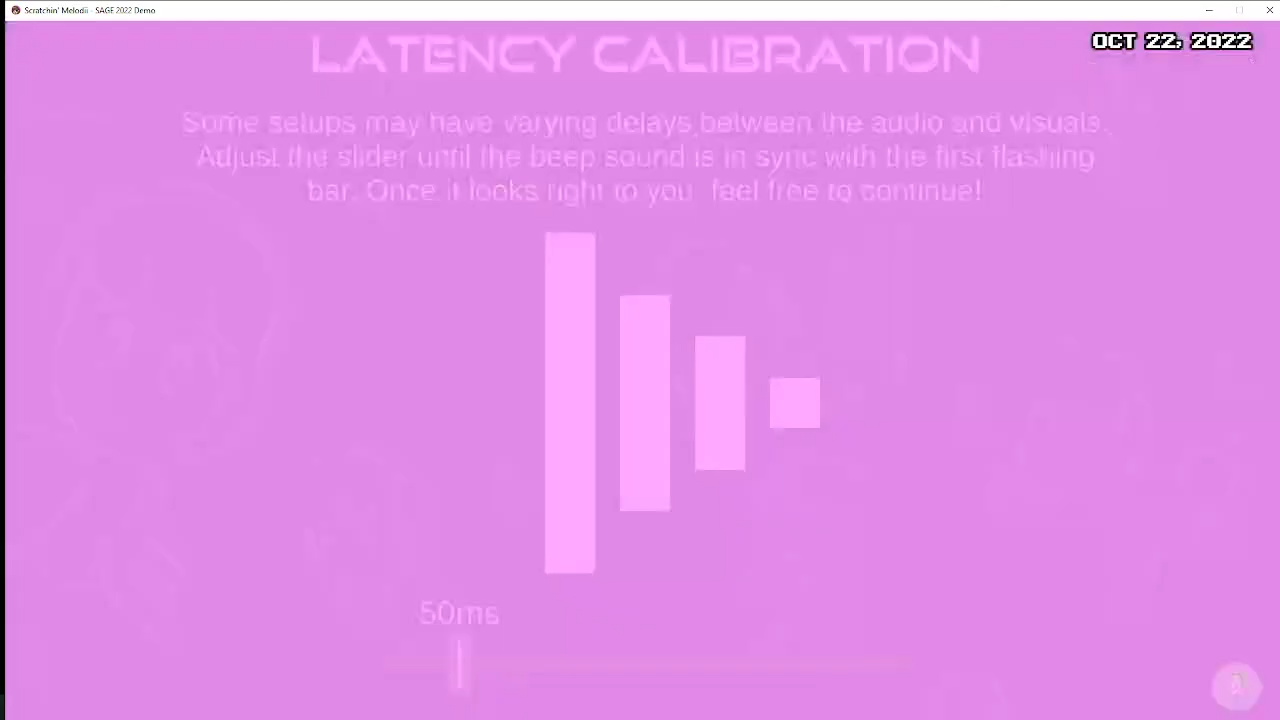 Scratchin' Melodii - SAGE 2022 Demo
OCT 22, 2022
LATENCY CALIBRATION
Some setups may have varying delays between the audio and visuals.
Adjust the slider until the beep sound is in sync with the first flashing
bar. Once it looks right to you, feel free to continue!
50ms